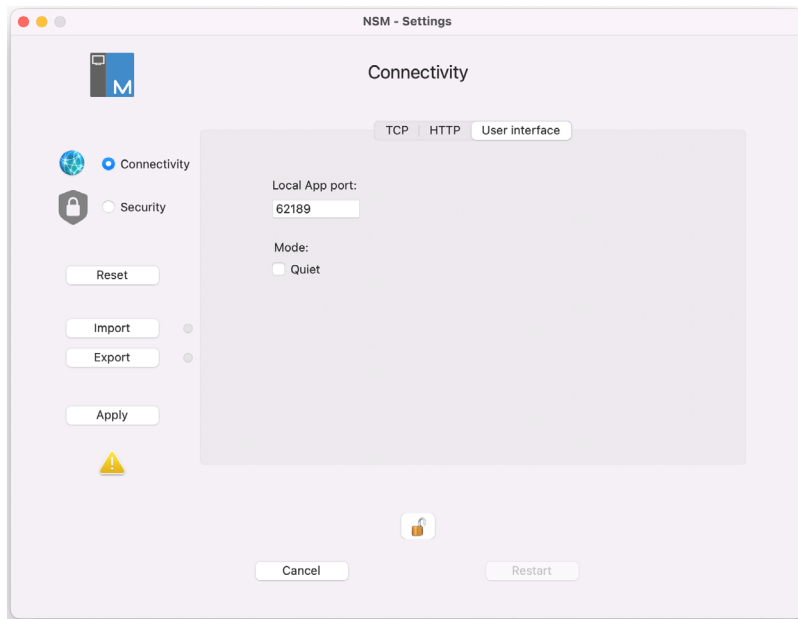 NSM - Settings
M
Connectivity
TCP HTTP User interface
Connectivity
Security
Local App port:
62189
Mode:
Quiet
Reset
Import
Export
Apply
Cancel
Restart